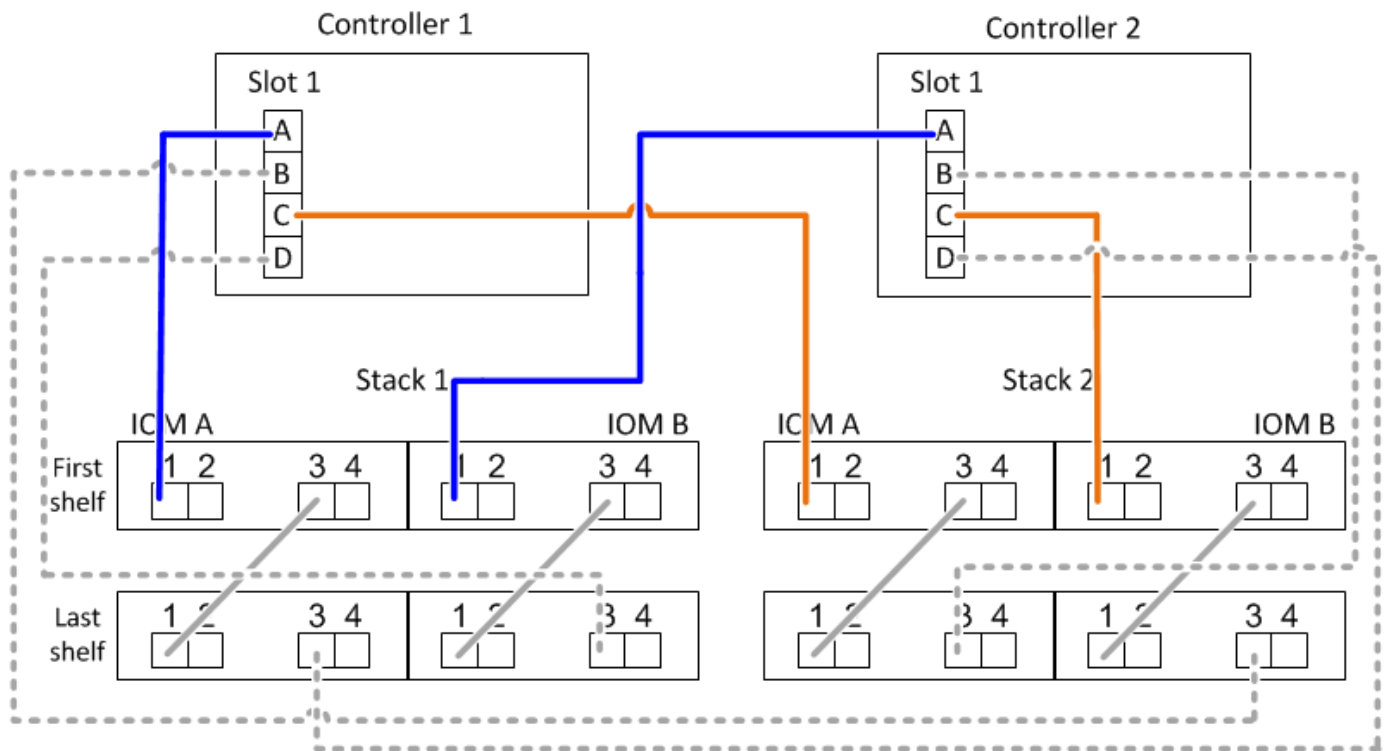 Controller 1
Controller 2
Slot 1
Slot 1
A
A
B
B
C
C
D
D
Stack 1
Stack 2
IOM A
IOM B
IOM A
IOM B
First shelf
1 2 3 4 1 2 3 4 1 2 3 4 1 2 3 4
Last shelf
1 2 3 4 1 2 3 4 1 2 3 4 1 2 3 4